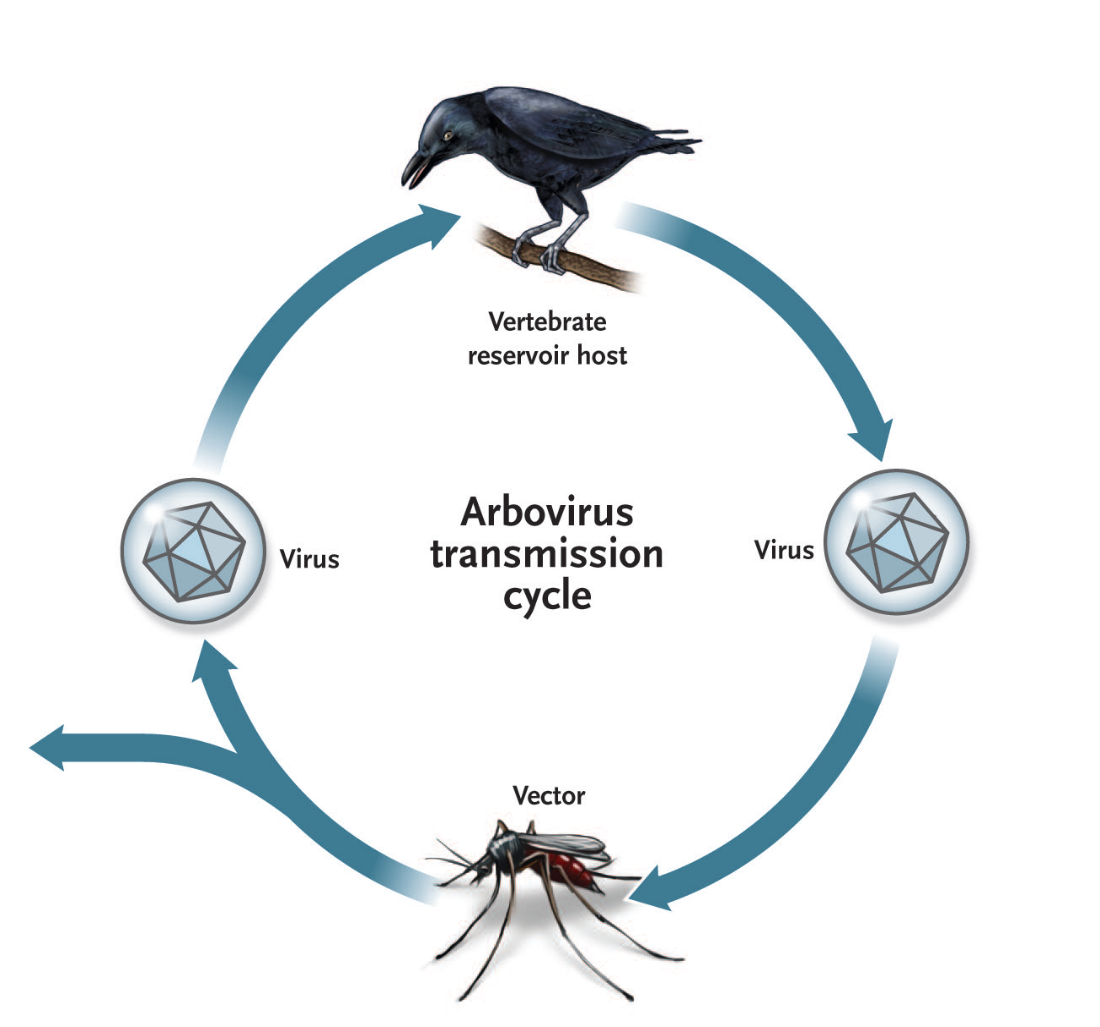 Vertebrate
reservoir host
Arbovirus
transmission
cycle
Virus
Virus
Vector